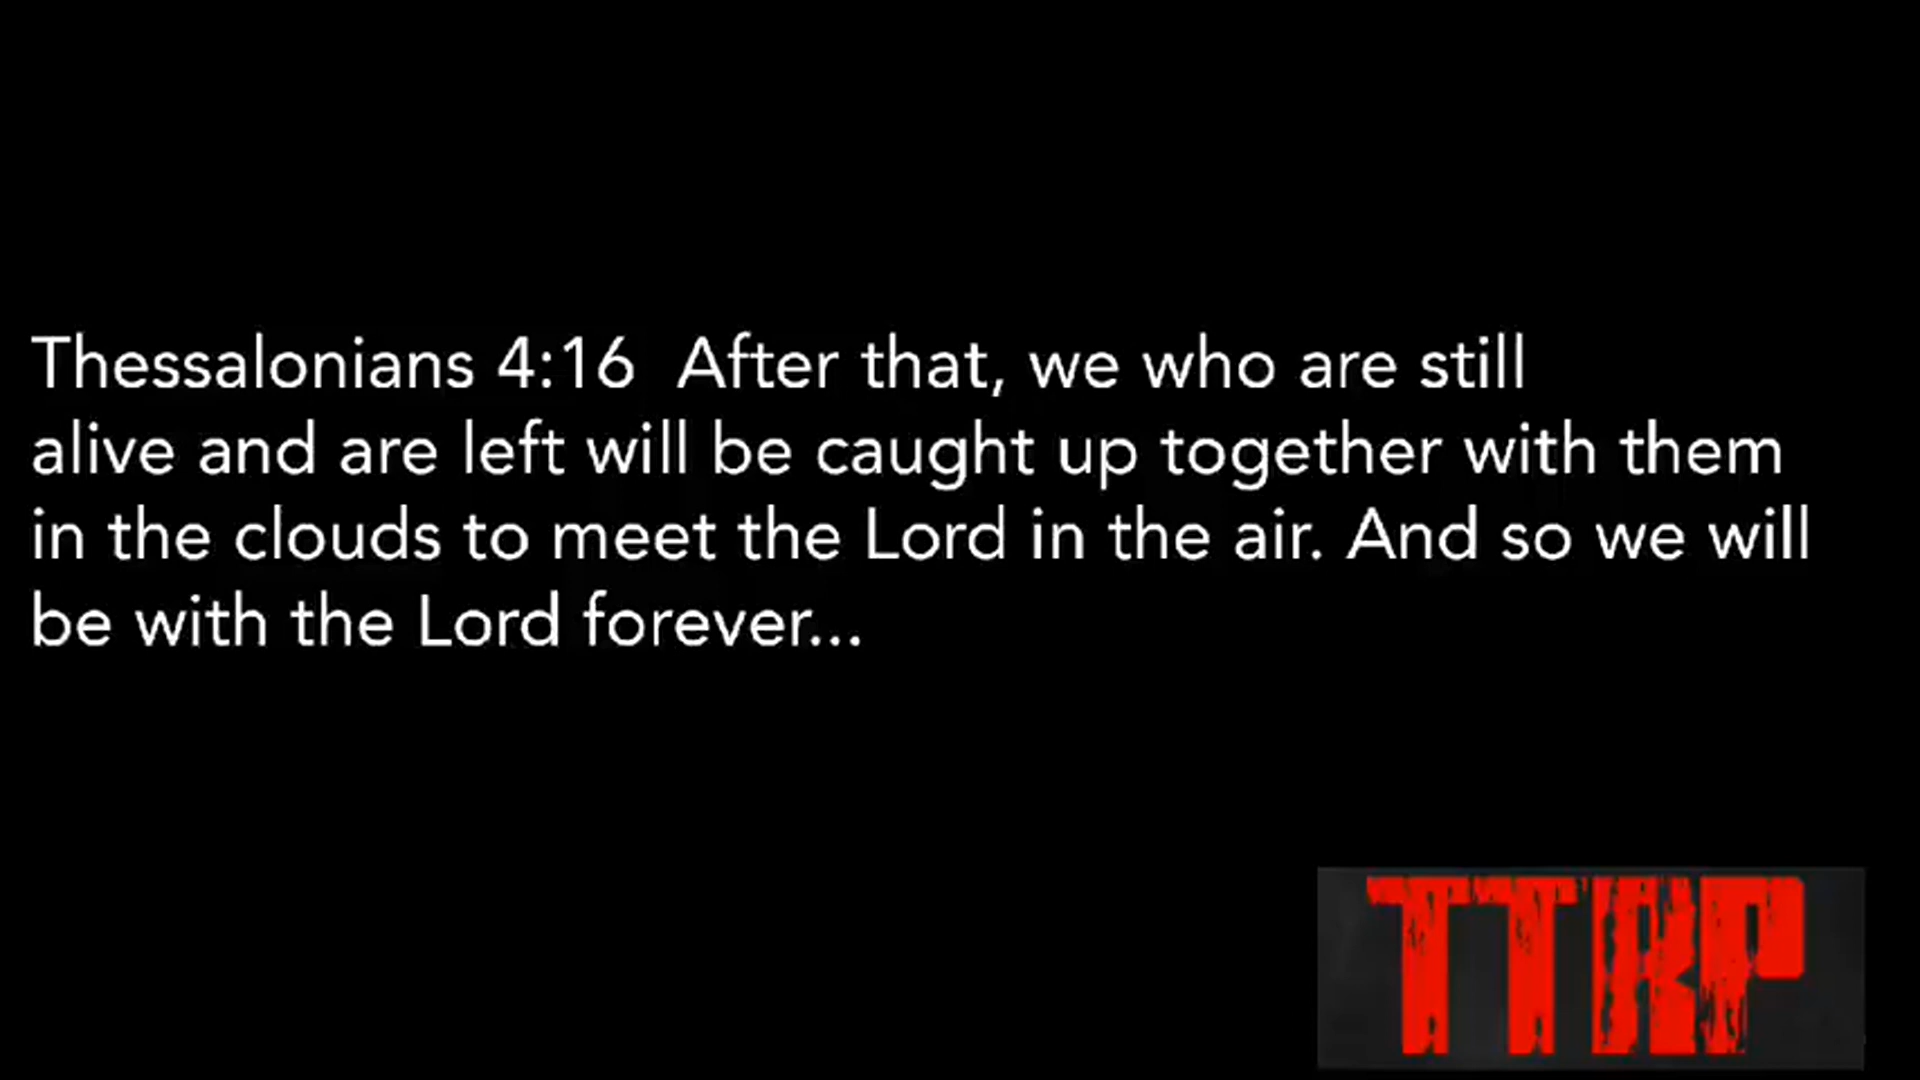 Thessalonians 4:16  After that, we who are still
alive and are left will be caught up together with them
in the clouds to meet the Lord in the air. And so we will
be with the Lord forever...
TTRP